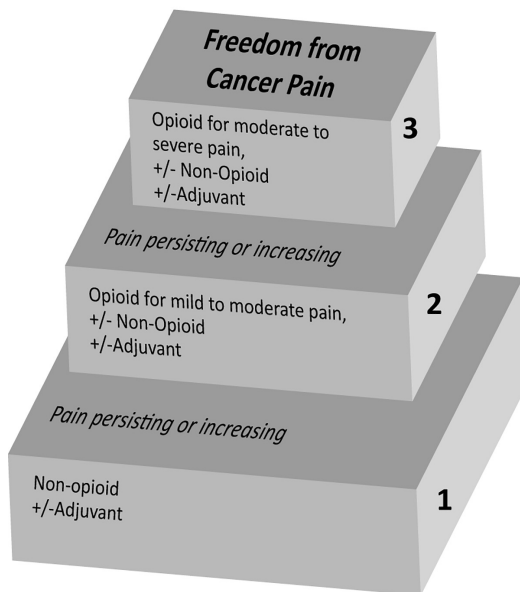 Freedom from
Cancer Pain
Opioid for moderate to
severe pain,
+/- Non-Opioid
+/-Adjuvant
3
Pain persisting or increasing
Opioid for mild to moderate pain,
+/- Non-Opioid
+/-Adjuvant
2
Pain persisting or increasing
Non-opioid
+/-Adjuvant
1